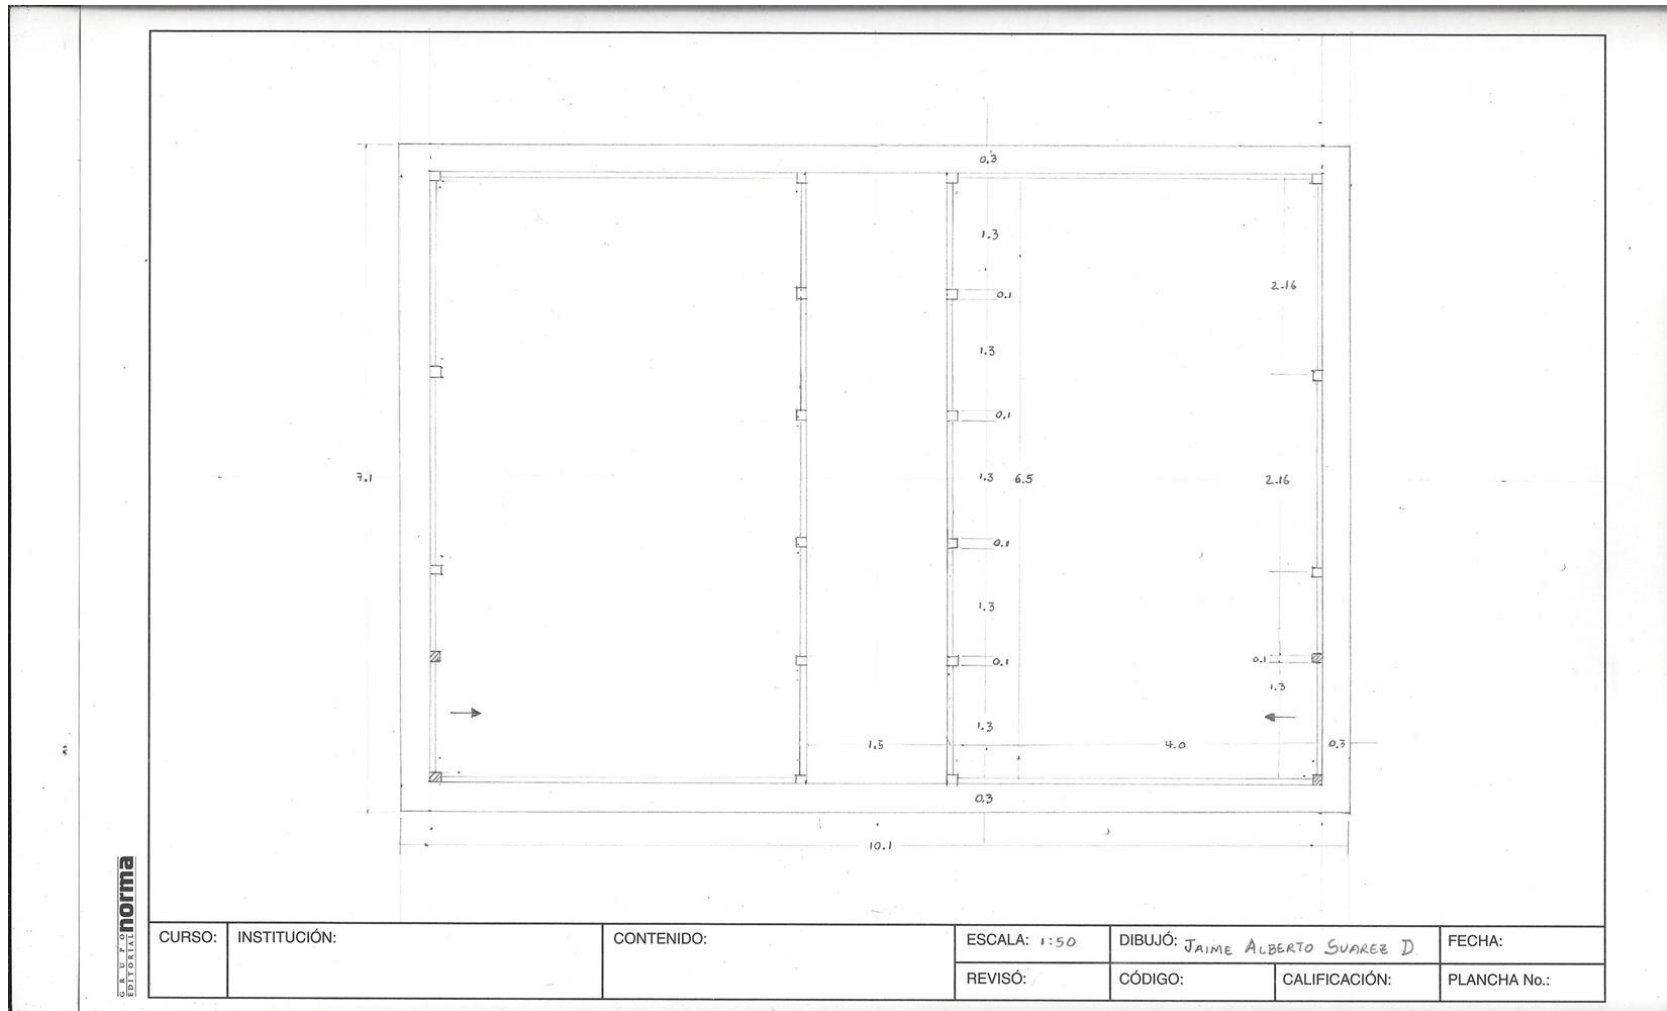 0.3
1.3
2.16
0.1
1.3
0.1
7.1
1.3
6.5
2.16
0.1
1.3
0.1
0.1
1.3
1.3
1.5
4.0
0.3
0.3
10.1
GRUPO EDITORIAL norma
CURSO:
INSTITUCIÓN:
CONTENIDO:
ESCALA: 1:50
DIBUJÓ: JAIME ALBERTO SUAREZ D.
FECHA:
REVISÓ:
CÓDIGO:
CALIFICACIÓN:
PLANCHA No.: